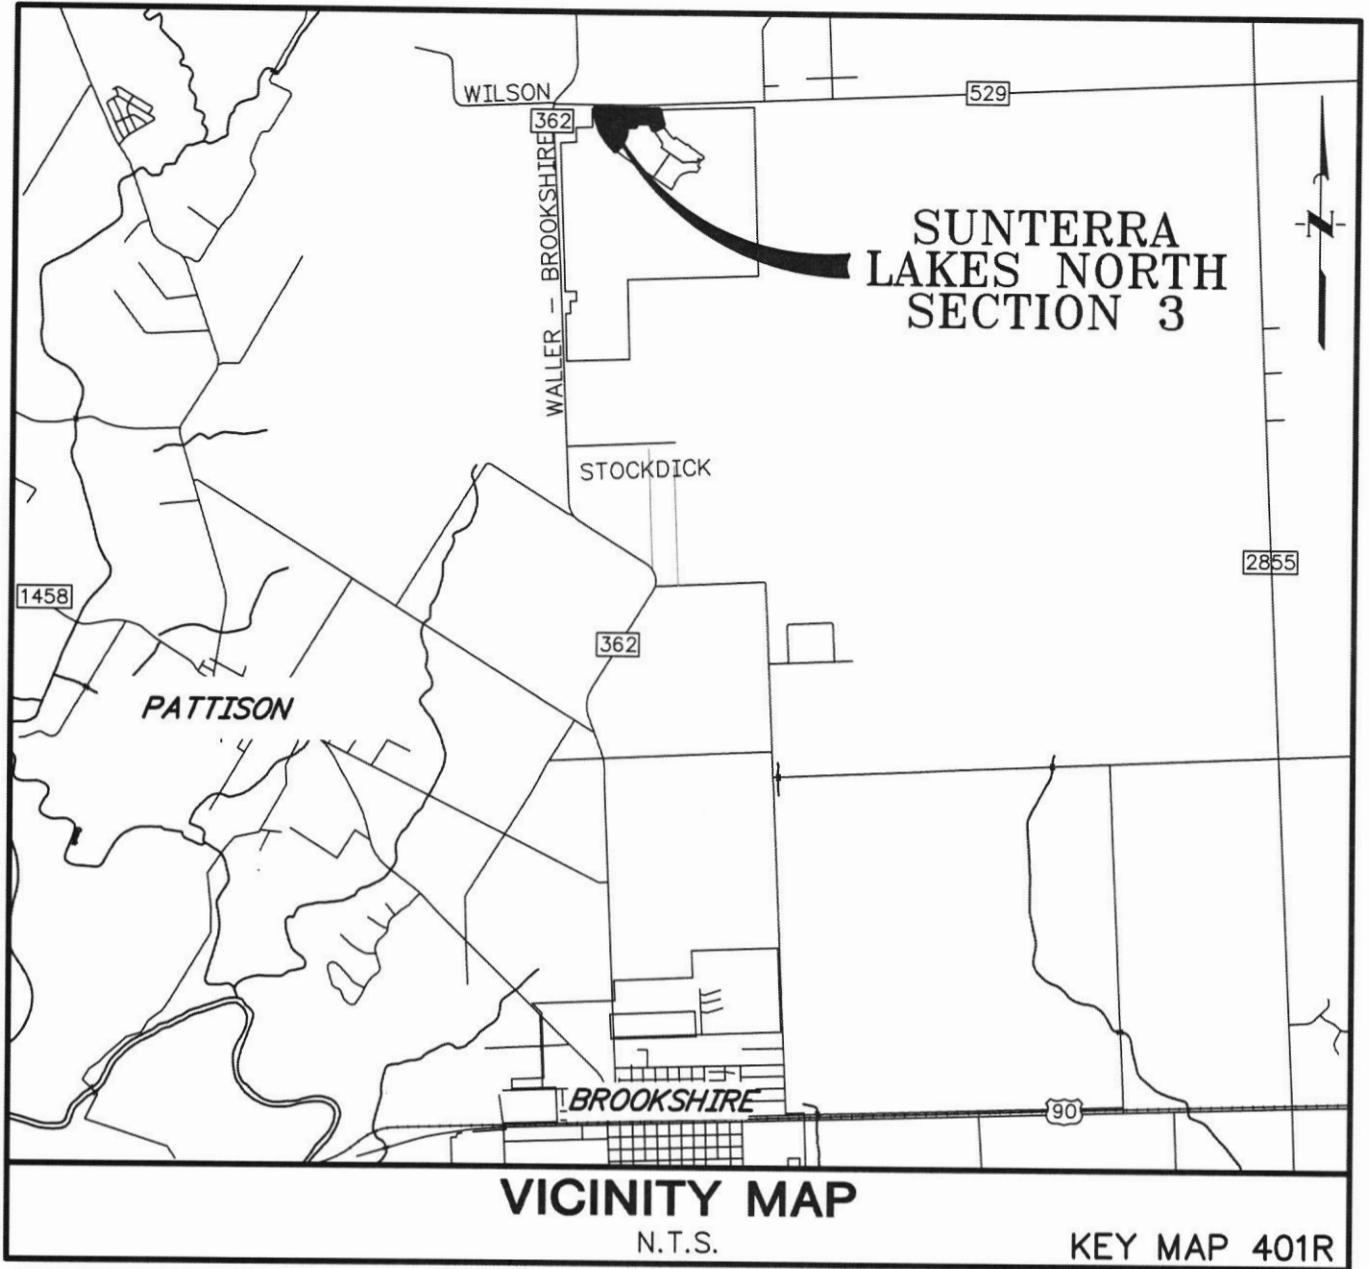 WILSON
529
362
WALLER - BROOKSHIRE
N
SUNTERRA
LAKES NORTH
SECTION 3
STOCKDICK
2855
1458
362
PATTISON
BROOKSHIRE
90
VICINITY MAP
N.T.S.
KEY MAP 401R